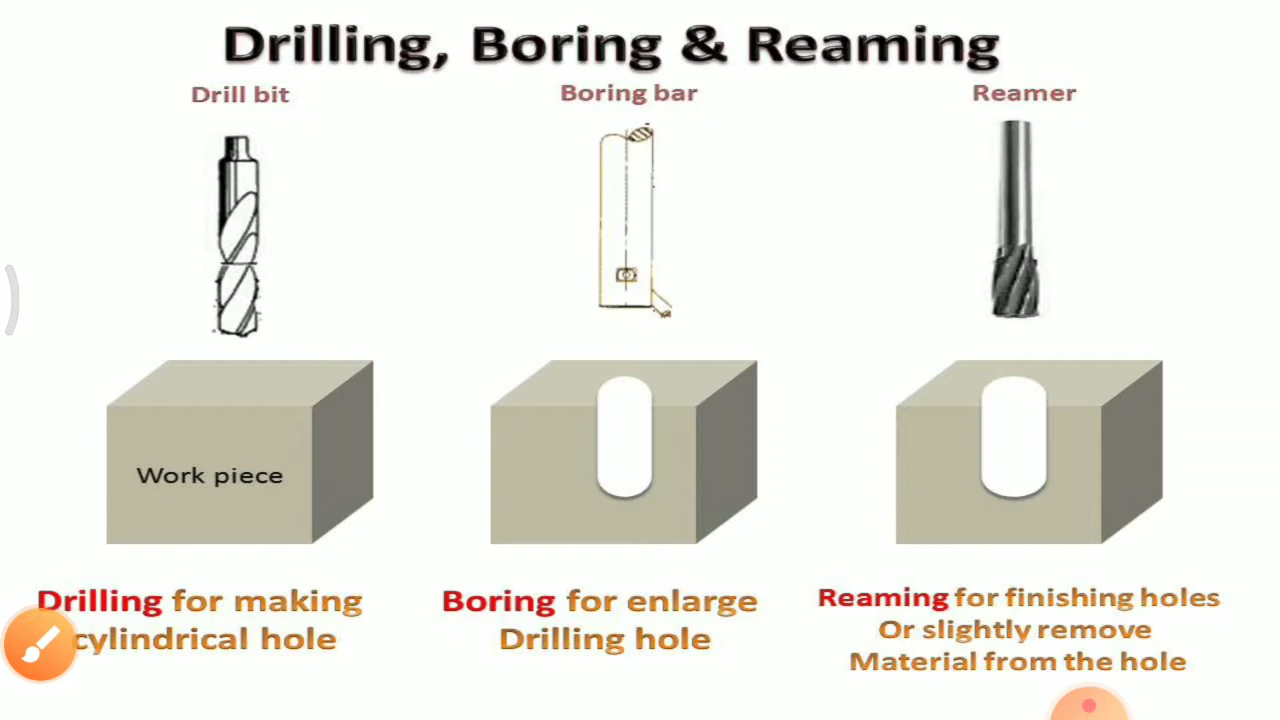 Drilling, Boring & Reaming
Drill bit
Boring bar
Reamer
Work piece
Drilling for making
cylindrical hole
Boring for enlarge
Drilling hole
Reaming for finishing holes
Or slightly remove
Material from the hole